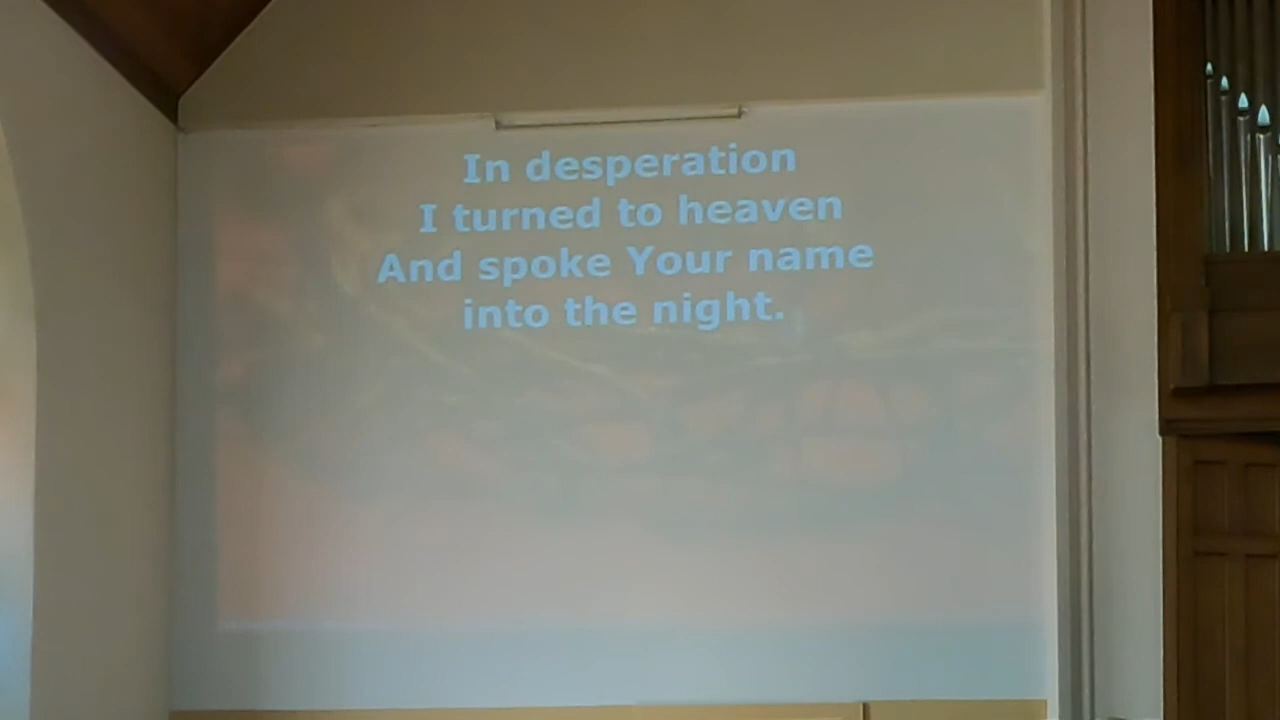 In desperation
I turned to heaven
And spoke Your name
into the night.